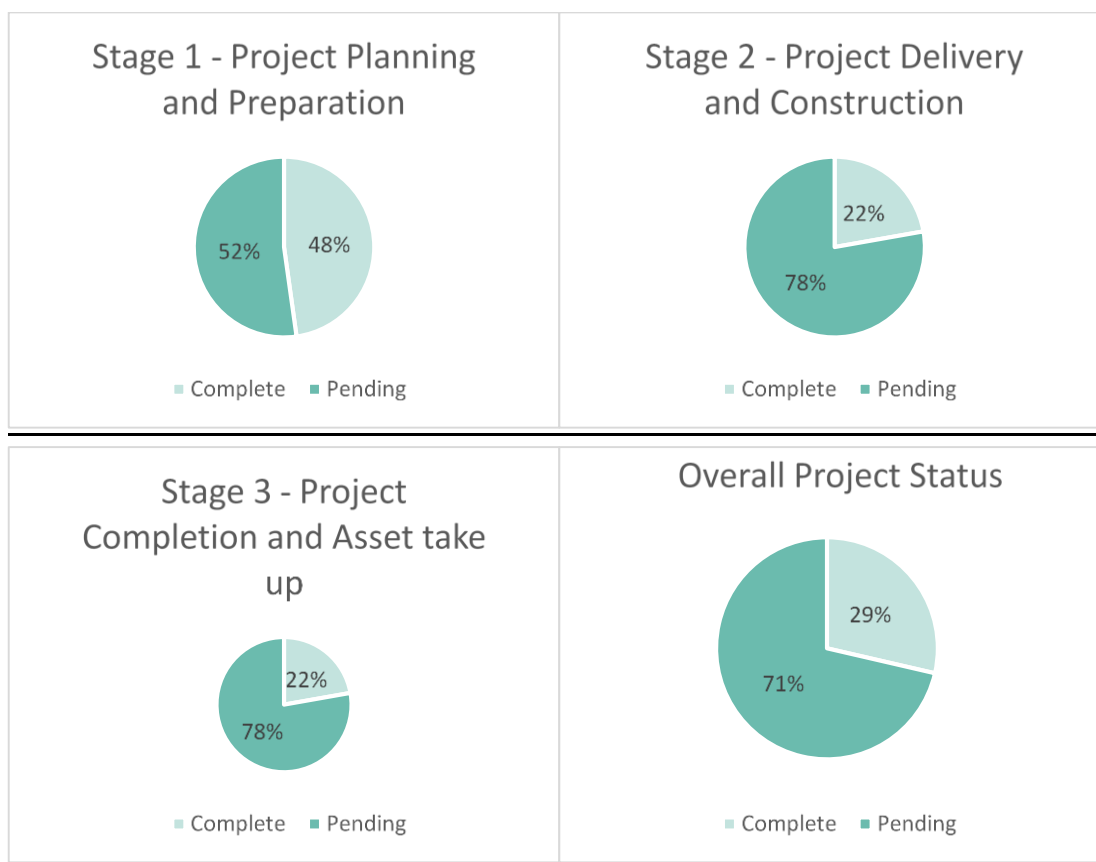 Stage 1 - Project Planning
and Preparation
52%
48%
Complete
Pending
Stage 2 - Project Delivery
and Construction
22%
78%
Complete
Pending
Stage 3 - Project
Completion and Asset take
up
22%
78%
Complete
Pending
Overall Project Status
29%
71%
Complete
Pending